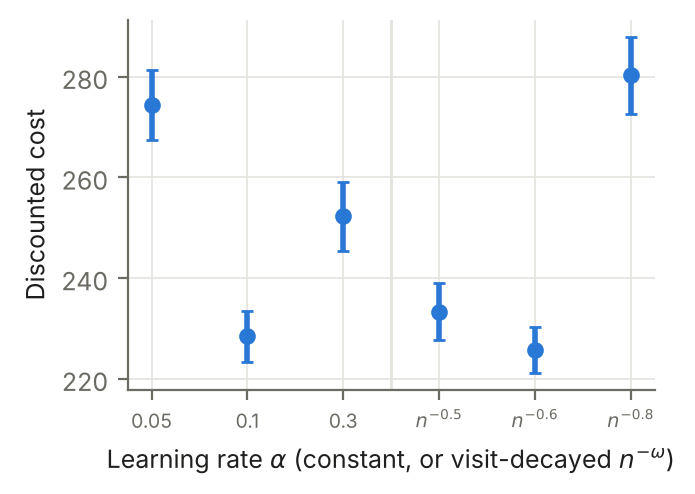 Discounted cost
280
260
240
220
0.05 0.1 0.3 n^{-0.5} n^{-0.6} n^{-0.8}
Learning rate α (constant, or visit-decayed n^{-ω})